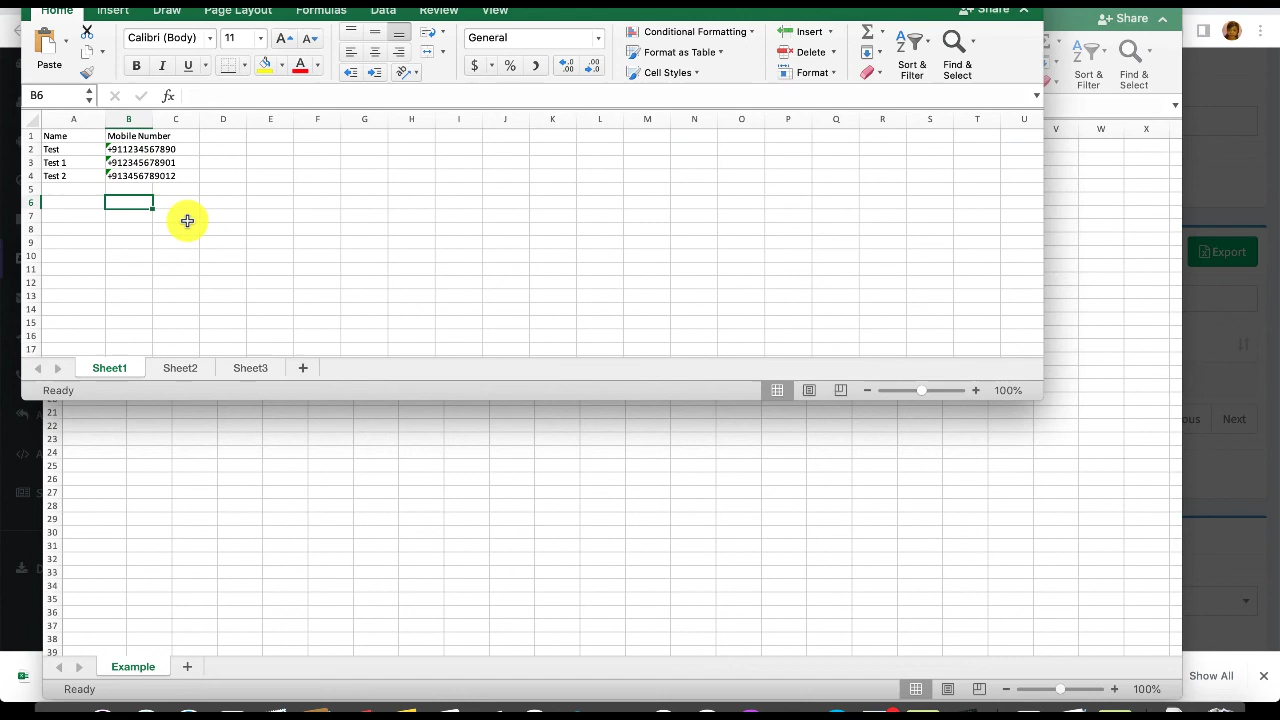 Home Insert Draw Page Layout Formulas Data Review View Share
Share
Calibri (Body) 11 General Conditional Formatting Insert
Format as Table Delete
Paste Cell Styles Format Sort & Filter Find & Select
$ % Sort & Filter Find & Select
B6 fx
A B C D E F G H I J K L M N O P Q R S T U
V W X
1 Name Mobile Number
2 Test +911234567890
3 Test 1 +912345678901
4 Test 2 +913456789012
5
6
7
8
9
10
11
12
13
14
15
16
17
Export
Sheet1 Sheet2 Sheet3 +
Ready 100%
21
22
23
24
25
26
27
28
29
30
31
32
33
34
35
36
37
38
39
ous Next
Example +
Ready 100%
Show All